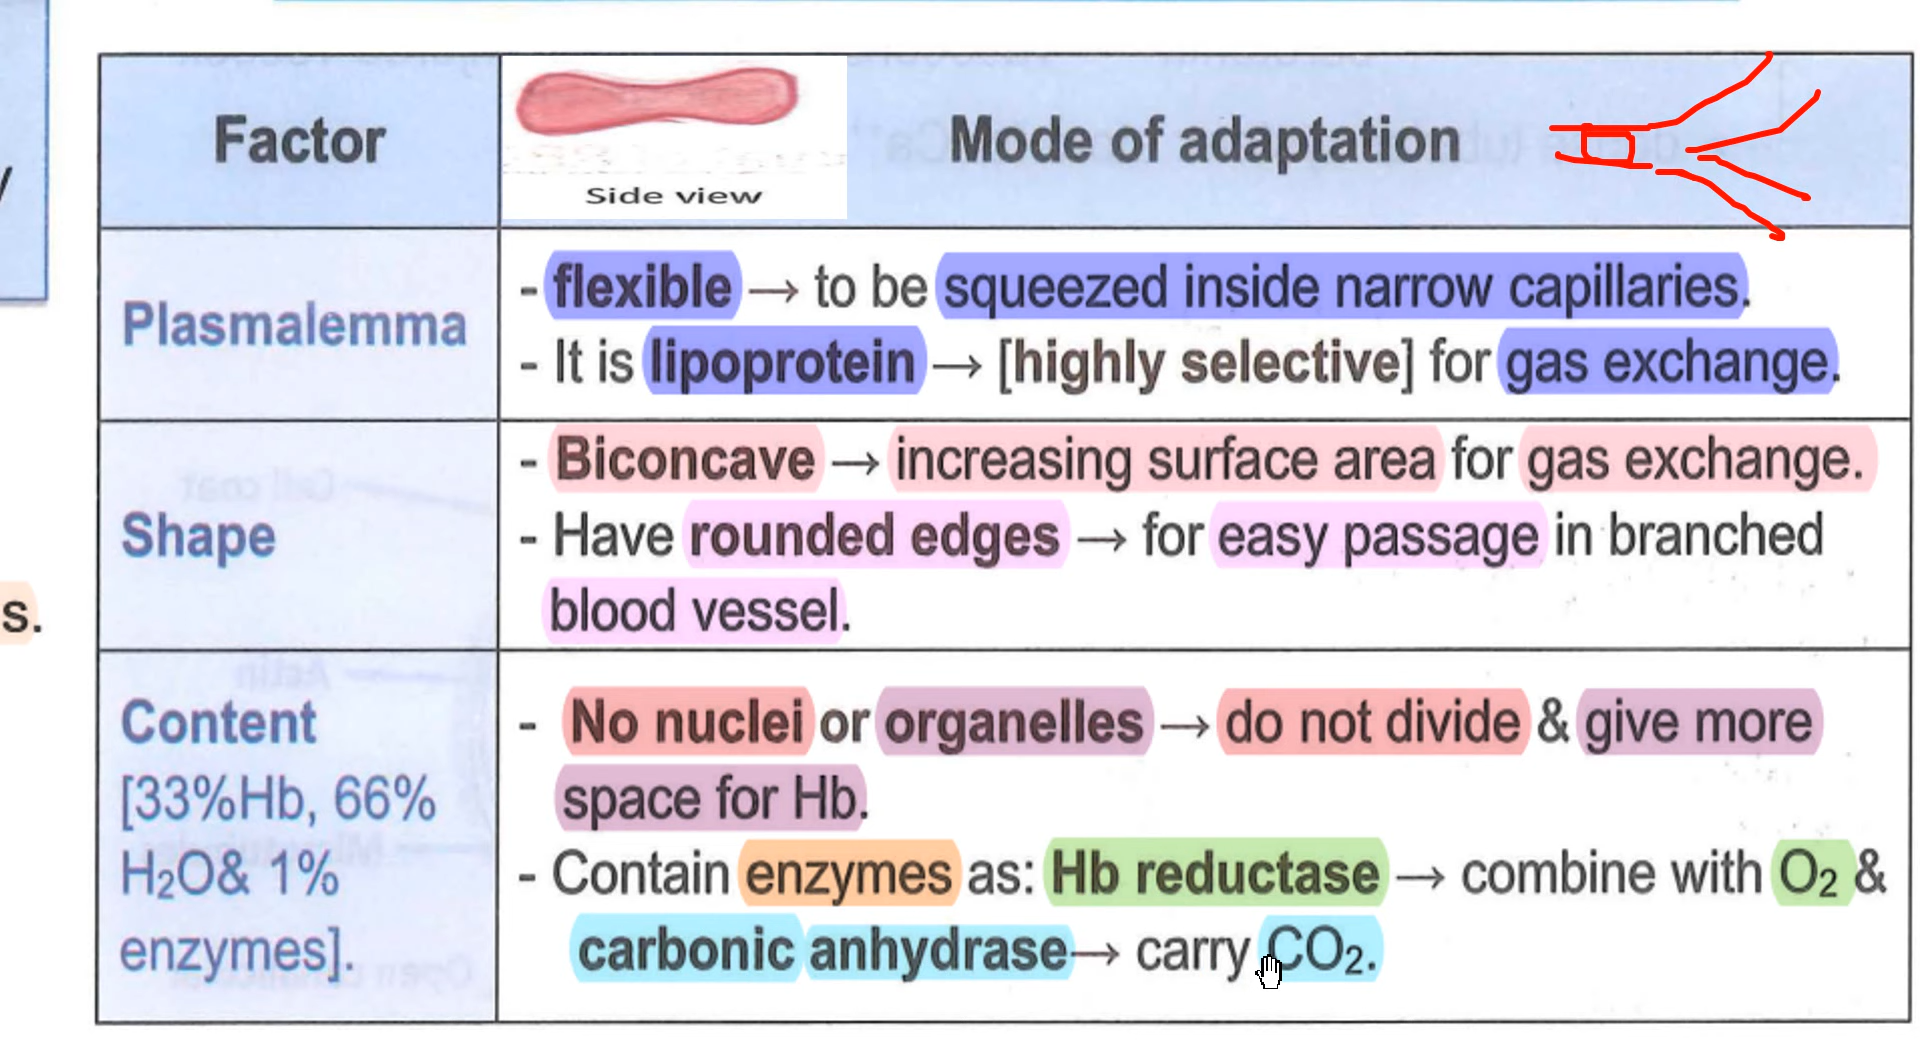 Factor
Side view
Mode of adaptation
Plasmalemma
- flexible → to be squeezed inside narrow capillaries.
- It is lipoprotein → [highly selective] for gas exchange.
Shape
- Biconcave → increasing surface area for gas exchange.
- Have rounded edges → for easy passage in branched
blood vessel.
Content
[33%Hb, 66%
H₂O& 1%
enzymes].
- No nuclei or organelles → do not divide & give more
space for Hb.
- Contain enzymes as: Hb reductase → combine with O₂ &
carbonic anhydrase→ carry CO₂.
s.